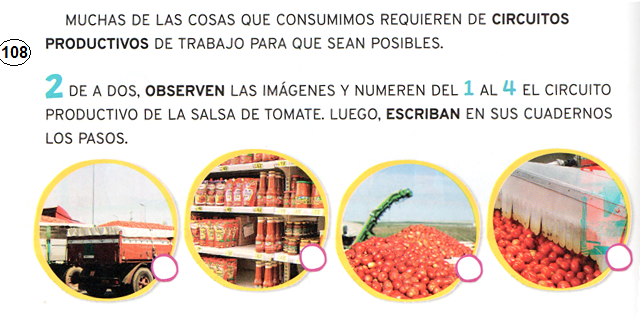 MUCHAS DE LAS COSAS QUE CONSUMIMOS REQUIEREN DE CIRCUITOS
PRODUCTIVOS DE TRABAJO PARA QUE SEAN POSIBLES.
108
2 DE A DOS, OBSERVEN LAS IMÁGENES Y NUMEREN DEL 1 AL 4 EL CIRCUITO
PRODUCTIVO DE LA SALSA DE TOMATE. LUEGO, ESCRIBAN EN SUS CUADERNOS
LOS PASOS.